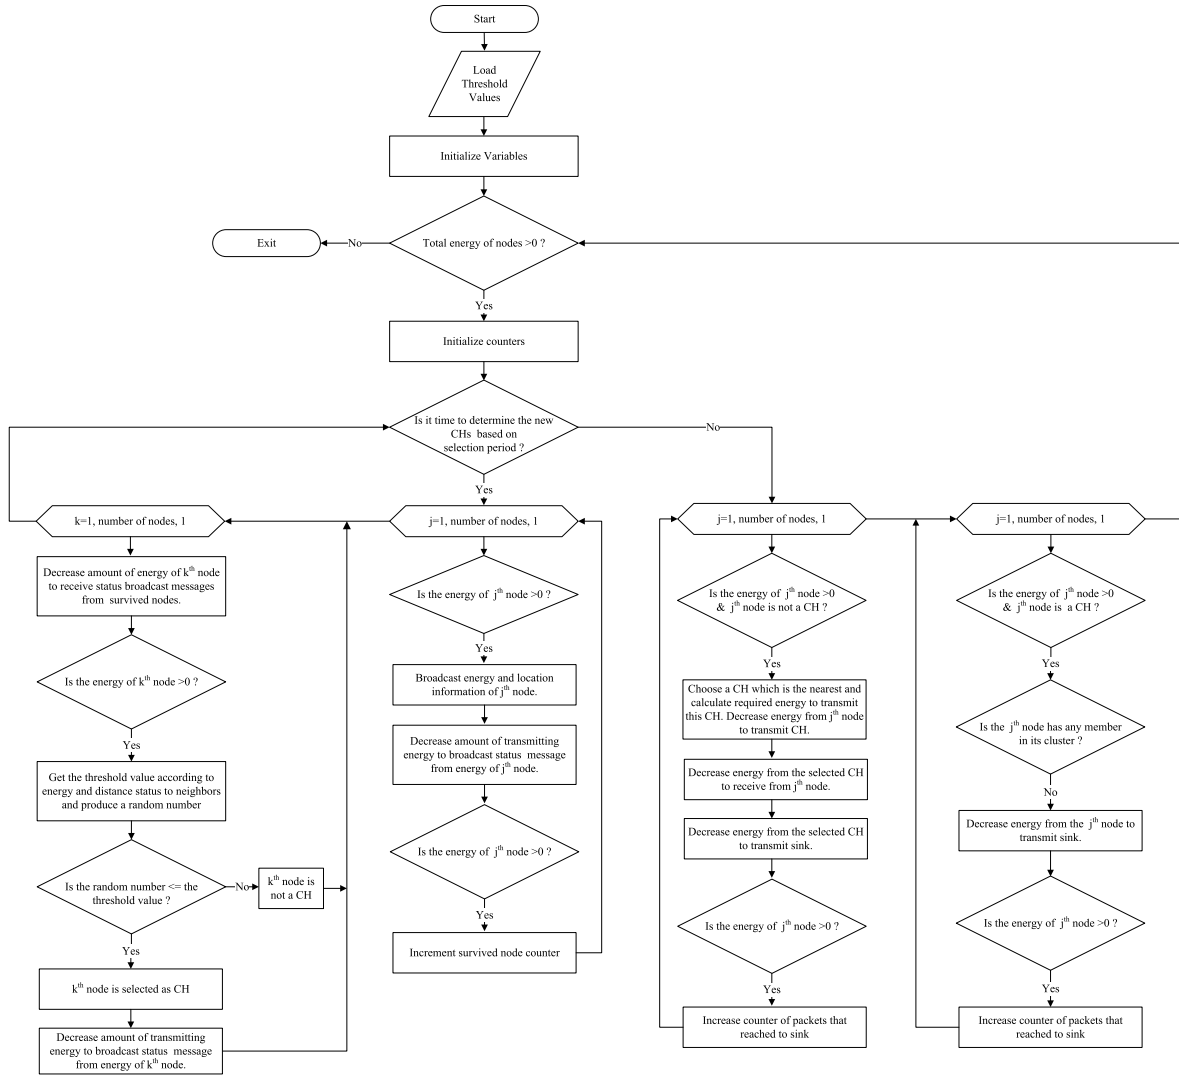 Start
Load
Threshold
Values
Initialize Variables
Total energy of nodes >0 ?
No
Exit
Yes
Initialize counters
Is it time to determine the new
CHs based on
selection period ?
No
Yes
k=1, number of nodes, 1
Decrease amount of energy of kth node
to receive status broadcast messages
from survived nodes.
Is the energy of kth node >0 ?
Yes
Get the threshold value according to
energy and distance status to neighbors
and produce a random number
Is the random number <= the
threshold value ?
No
kth node is
not a CH
Yes
kth node is selected as CH
Decrease amount of transmitting
energy to broadcast status message
from energy of kth node.
j=1, number of nodes, 1
Is the energy of jth node >0 ?
Yes
Broadcast energy and location
information of jth node.
Decrease amount of transmitting
energy to broadcast status message
from energy of jth node.
Is the energy of jth node >0 ?
Yes
Increment survived node counter
j=1, number of nodes, 1
Is the energy of jth node >0
& jth node is not a CH ?
Yes
Choose a CH which is the nearest and
calculate required energy to transmit
this CH. Decrease energy from jth node
to transmit CH.
Decrease energy from the selected CH
to receive from jth node.
Decrease energy from the selected CH
to transmit sink.
Is the energy of jth node >0 ?
Yes
Increase counter of packets that
reached to sink
j=1, number of nodes, 1
Is the energy of jth node >0
& jth node is a CH ?
Yes
Is the jth node has any member
in its cluster ?
No
Decrease energy from the jth node to
transmit sink.
Is the energy of jth node >0 ?
Yes
Increase counter of packets that
reached to sink